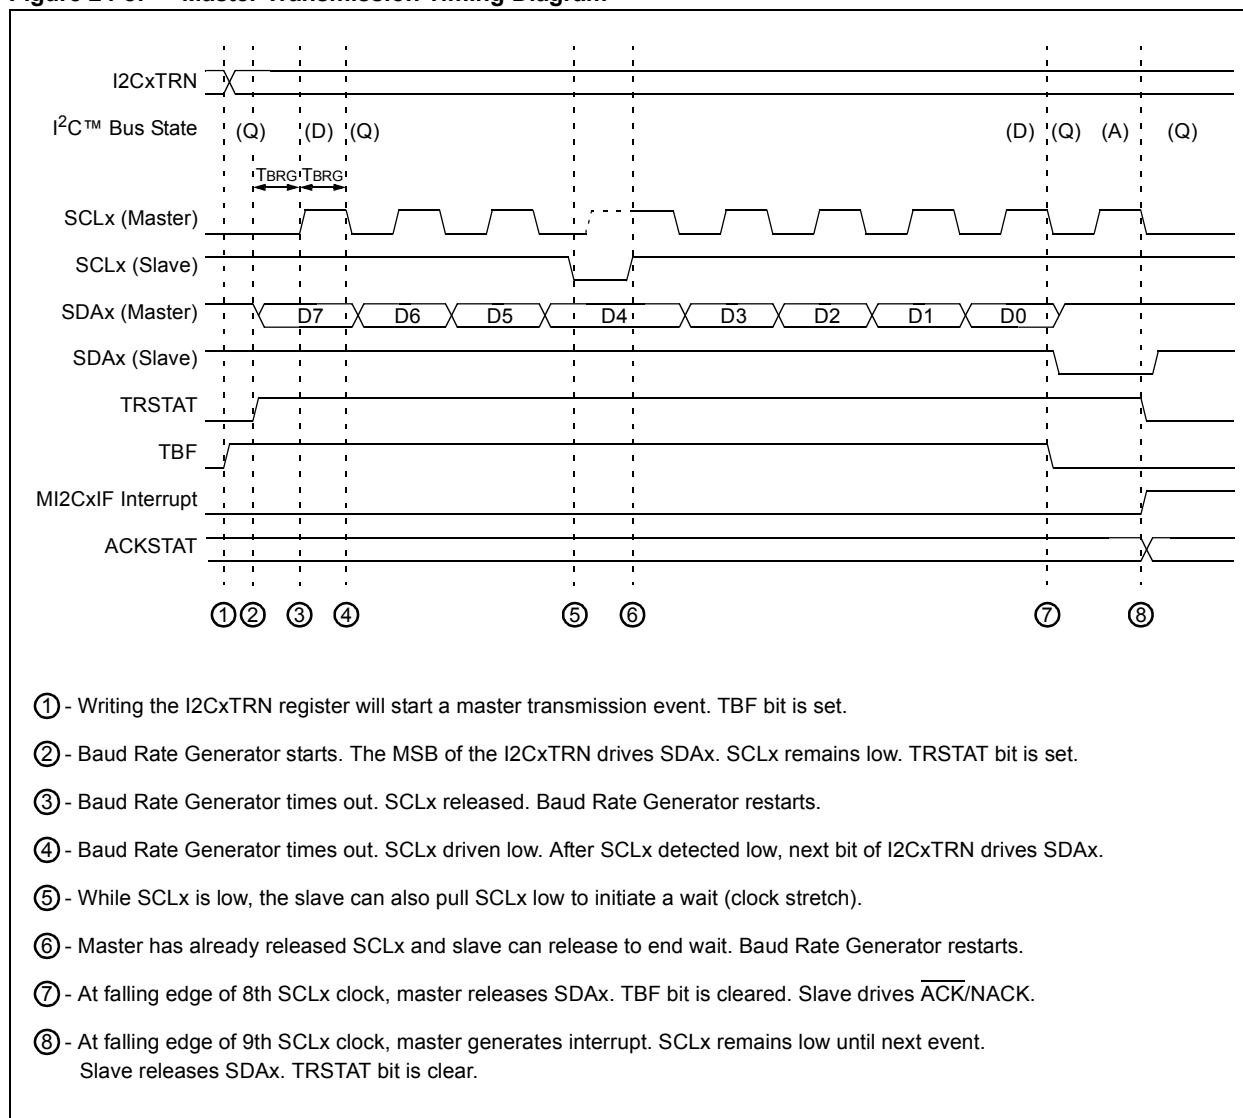 I2CxTRN
I²C™ Bus State (Q) (D) (Q) (D) (Q) (A) (Q)
TBRG TBRG
SCLx (Master)
SCLx (Slave)
SDAx (Master) D7 D6 D5 D4 D3 D2 D1 D0
SDAx (Slave)
TRSTAT
TBF
MI2CxIF Interrupt
ACKSTAT
① ② ③ ④ ⑤ ⑥ ⑦ ⑧
① - Writing the I2CxTRN register will start a master transmission event. TBF bit is set.
② - Baud Rate Generator starts. The MSB of the I2CxTRN drives SDAx. SCLx remains low. TRSTAT bit is set.
③ - Baud Rate Generator times out. SCLx released. Baud Rate Generator restarts.
④ - Baud Rate Generator times out. SCLx driven low. After SCLx detected low, next bit of I2CxTRN drives SDAx.
⑤ - While SCLx is low, the slave can also pull SCLx low to initiate a wait (clock stretch).
⑥ - Master has already released SCLx and slave can release to end wait. Baud Rate Generator restarts.
⑦ - At falling edge of 8th SCLx clock, master releases SDAx. TBF bit is cleared. Slave drives ACK/NACK.
⑧ - At falling edge of 9th SCLx clock, master generates interrupt. SCLx remains low until next event.
Slave releases SDAx. TRSTAT bit is clear.